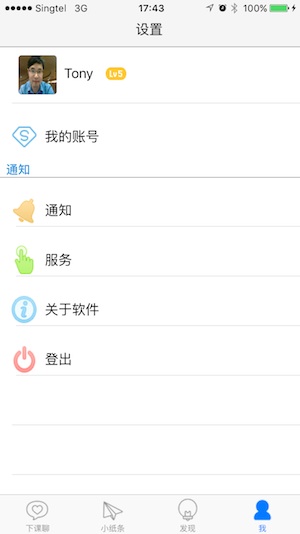 Singtel 3G 17:43 100%
设置
Tony Lv5
S 我的账号
通知
通知
服务
关于软件
登出
下课聊 小纸条 发现 我